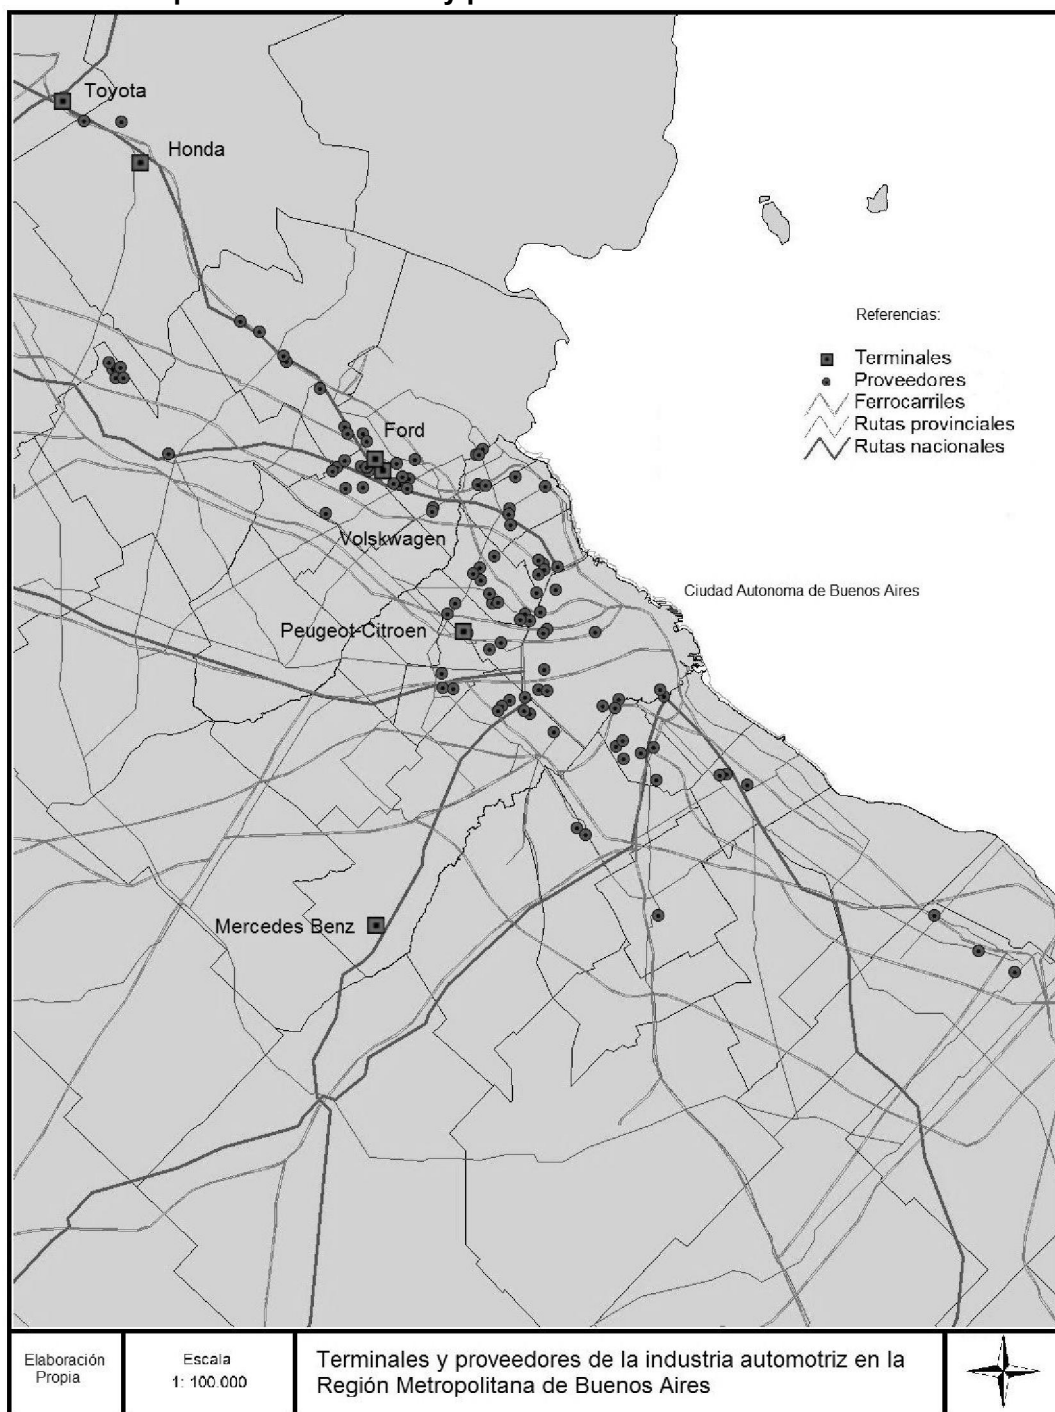 Toyota
Honda
Referencias:
Terminales
Proveedores
Ferrocarriles
Rutas provinciales
Rutas nacionales
Ford
Volskwagen
Ciudad Autonoma de Buenos Aires
Peugeot-Citroen
Mercedes Benz
Elaboración
Propia
Escala
1: 100.000
Terminales y proveedores de la industria automotriz en la
Región Metropolitana de Buenos Aires